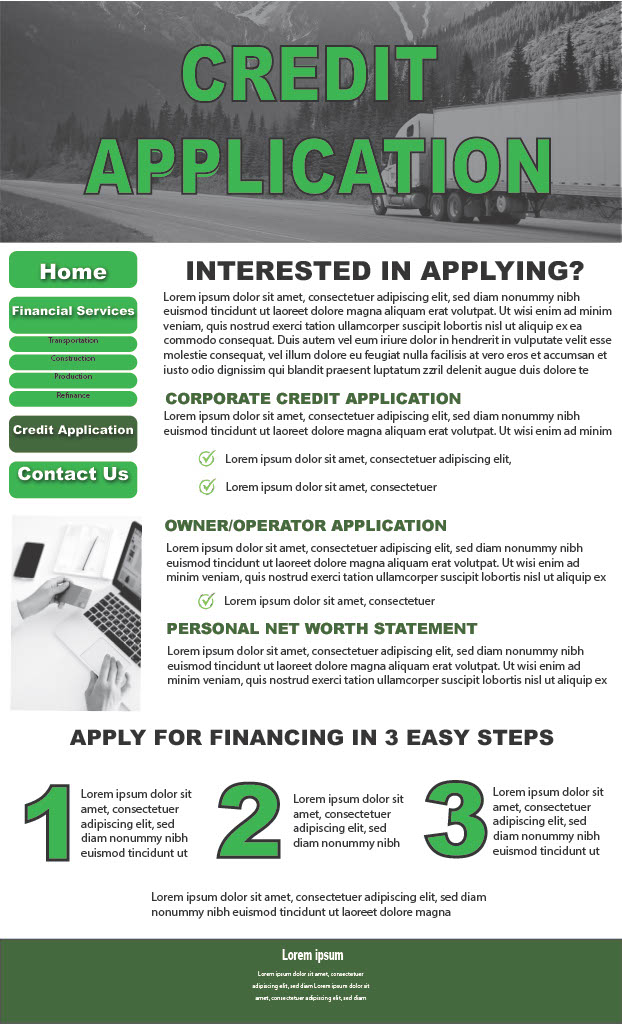 CREDIT
APPLICATION
Home
Financial Services
Transportation
Construction
Production
Refinance
Credit Application
Contact Us
INTERESTED IN APPLYING?
Lorem ipsum dolor sit amet, consectetuer adipiscing elit, sed diam nonummy nibh
euismod tincidunt ut laoreet dolore magna aliquam erat volutpat. Ut wisi enim ad minim
veniam, quis nostrud exerci tation ullamcorper suscipit lobortis nisl ut aliquip ex ea
commodo consequat. Duis autem vel eum iriure dolor in hendrerit in vulputate velit esse
molestie consequat, vel illum dolore eu feugiat nulla facilisis at vero eros et accumsan et
iusto odio dignissim qui blandit praesent luptatum zzril delenit augue duis dolore te
CORPORATE CREDIT APPLICATION
Lorem ipsum dolor sit amet, consectetuer adipiscing elit, sed diam nonummy nibh
euismod tincidunt ut laoreet dolore magna aliquam erat volutpat. Ut wisi enim ad minim
Lorem ipsum dolor sit amet, consectetuer adipiscing elit,
Lorem ipsum dolor sit amet, consectetuer
OWNER/OPERATOR APPLICATION
Lorem ipsum dolor sit amet, consectetuer adipiscing elit, sed diam nonummy nibh
euismod tincidunt ut laoreet dolore magna aliquam erat volutpat. Ut wisi enim ad
minim veniam, quis nostrud exerci tation ullamcorper suscipit lobortis nisl ut aliquip ex
Lorem ipsum dolor sit amet, consectetuer
PERSONAL NET WORTH STATEMENT
Lorem ipsum dolor sit amet, consectetuer adipiscing elit, sed diam nonummy nibh
euismod tincidunt ut laoreet dolore magna aliquam erat volutpat. Ut wisi enim ad
minim veniam, quis nostrud exerci tation ullamcorper suscipit lobortis nisl ut aliquip ex
APPLY FOR FINANCING IN 3 EASY STEPS
1
Lorem ipsum dolor sit
amet, consectetuer
adipiscing elit, sed
diam nonummy nibh
euismod tincidunt ut
2
Lorem ipsum dolor sit
amet, consectetuer
adipiscing elit, sed
diam nonummy nibh
3
Lorem ipsum dolor sit
amet, consectetuer
adipiscing elit, sed
diam nonummy nibh
euismod tincidunt ut
Lorem ipsum dolor sit amet, consectetuer adipiscing elit, sed diam
nonummy nibh euismod tincidunt ut laoreet dolore magna
Lorem ipsum
Lorem ipsum dolor sit amet, consectetuer
adipiscing elit, sed diam Lorem ipsum dolor sit
amet, consectetuer adipiscing elit, sed diam